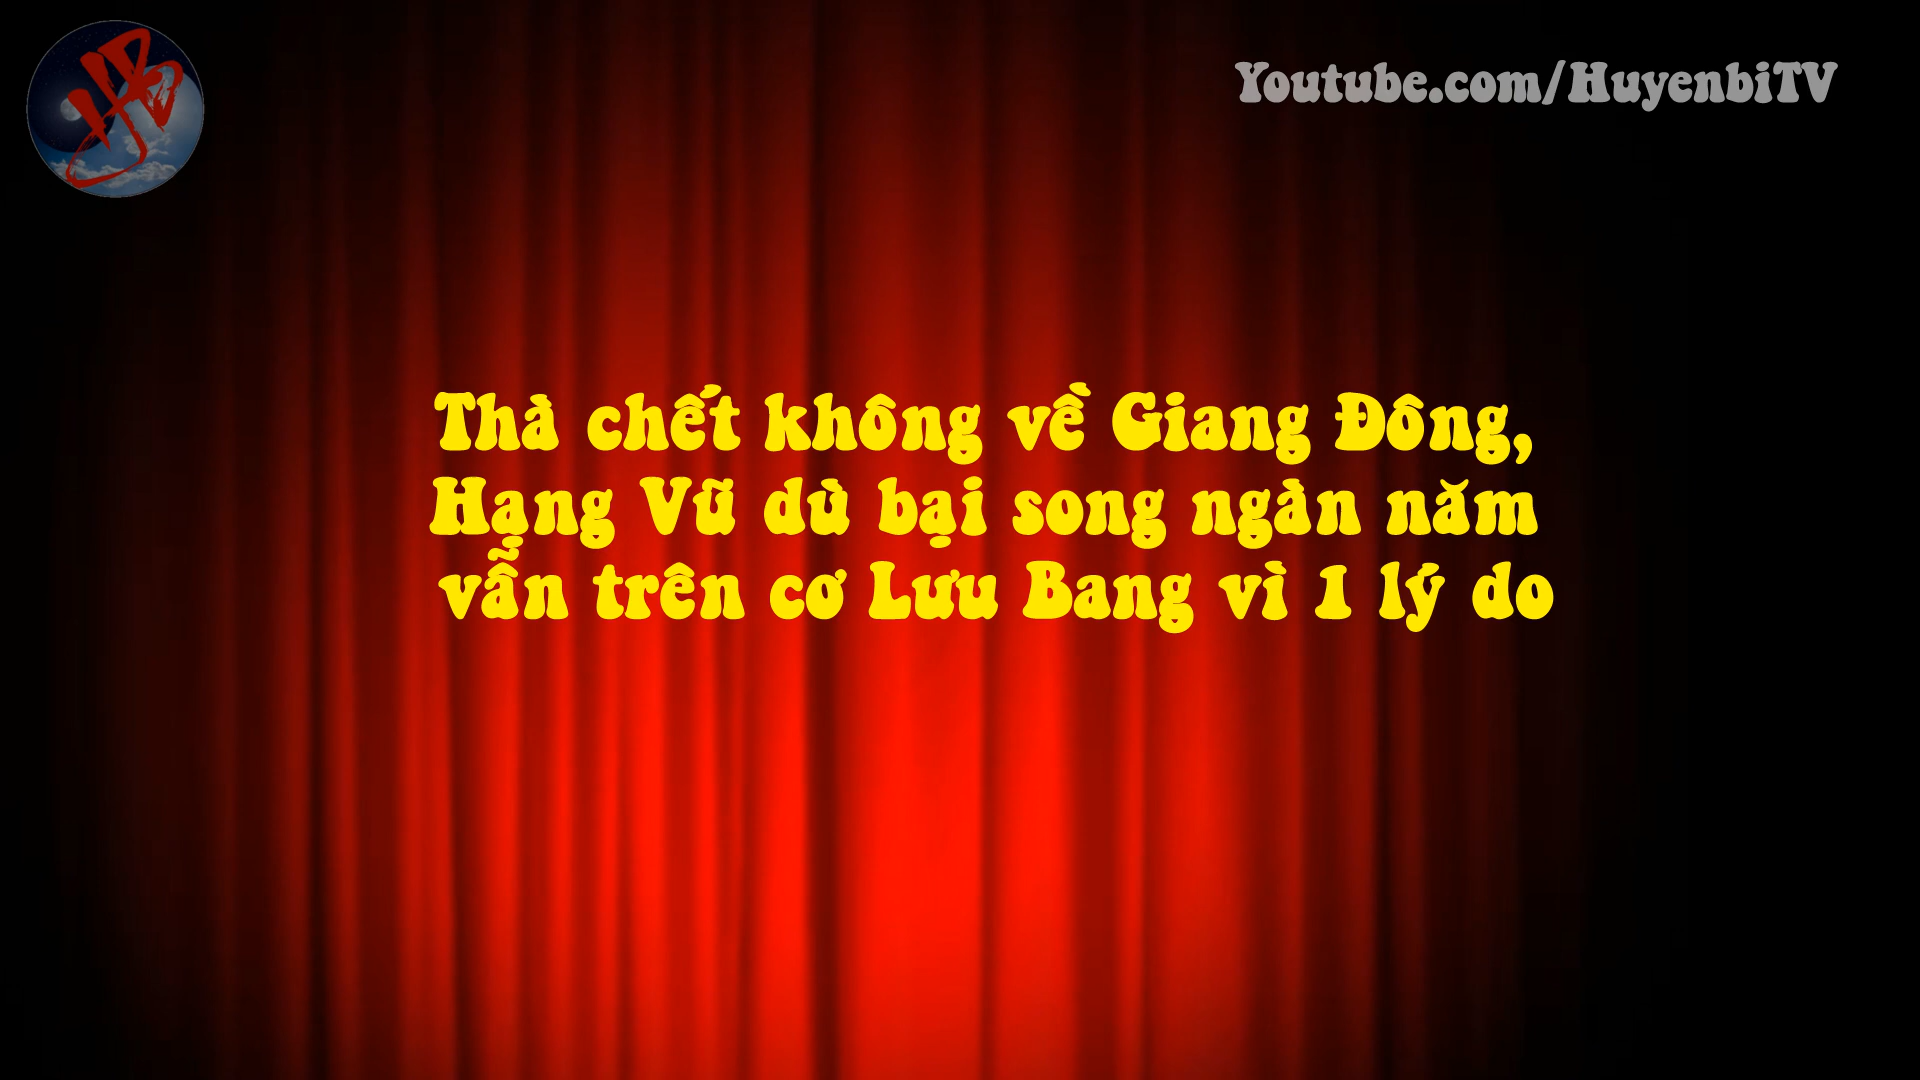 Youtube.com/HuyenbiTV
Thà chết không về Giang Đông,
Hạng Vũ dù bại song ngàn năm
vẫn trên cơ Lưu Bang vì 1 lý do